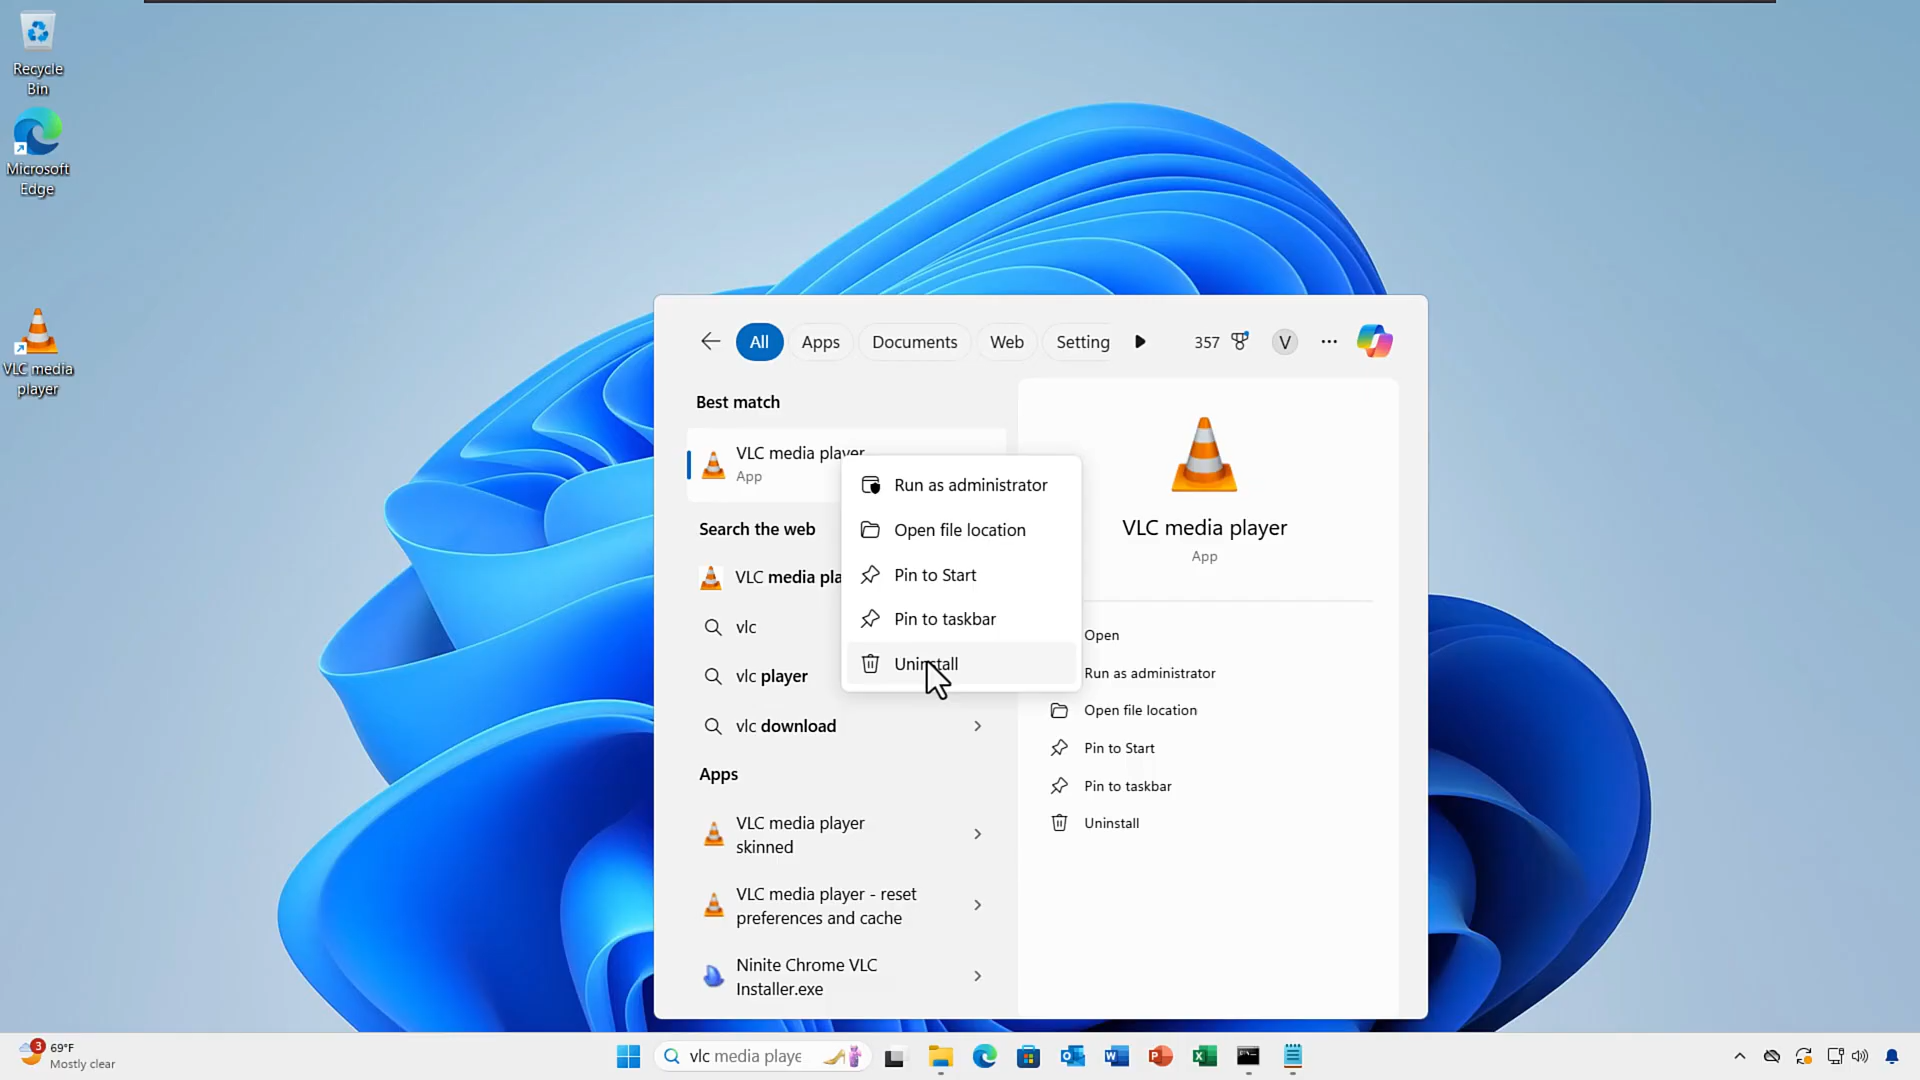 Recycle
Bin
Microsoft
Edge
VLC media
player
All
Apps
Documents
Web
Setting
357
V
Best match
VLC media player
App
Search the web
VLC media pla
vlc
vlc player
vlc download
Apps
VLC media player
skinned
VLC media player - reset
preferences and cache
Ninite Chrome VLC
Installer.exe
Run as administrator
Open file location
Pin to Start
Pin to taskbar
Uninstall
VLC media player
App
Open
Run as administrator
Open file location
Pin to Start
Pin to taskbar
Uninstall
3
69°F
Mostly clear
vlc media playe